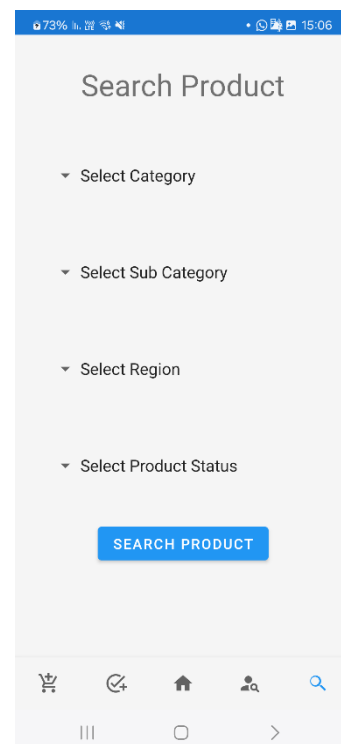 73% 15:06
Search Product
Select Category
Select Sub Category
Select Region
Select Product Status
SEARCH PRODUCT